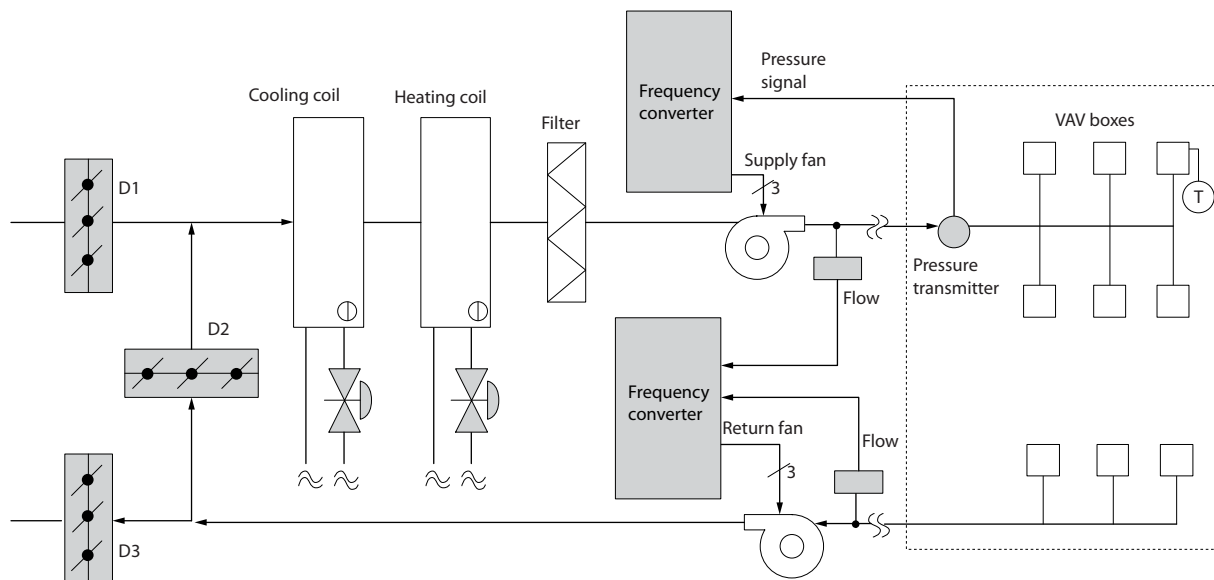 Pressure
signal
Frequency
converter
Cooling coil
Heating coil
Filter
VAV boxes
Supply fan
3
D1
T
Pressure
transmitter
Flow
D2
Frequency
converter
Return fan
Flow
3
D3